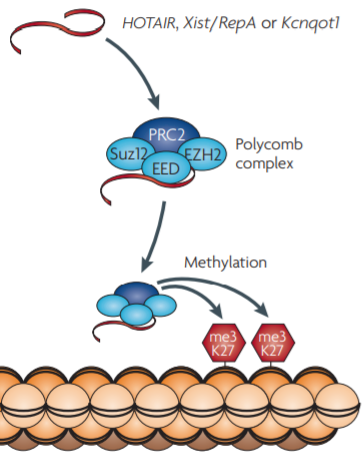 HOTAIR, Xist/RepA or Kcnqot1
PRC2
Suz12
EZH2
EED
Polycomb
complex
Methylation
me3
K27
me3
K27